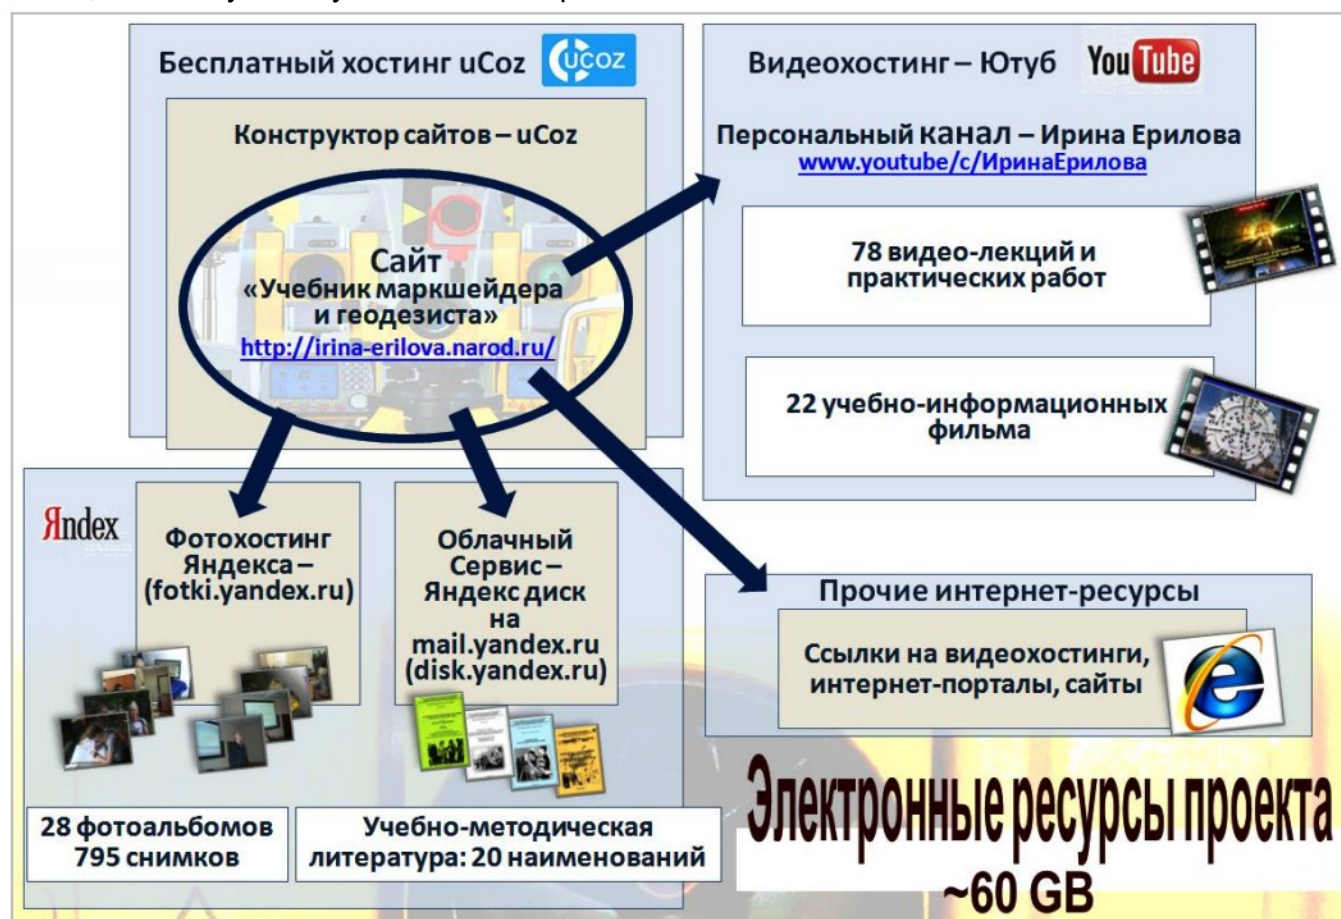 Бесплатный хостинг uCoz
uCOZ
Конструктор сайтов – uCoz
Сайт
«Учебник маркшейдера
и геодезиста»
http://irina-erilova.narod.ru/
Видеохостинг – Ютуб
YouTube
Персональный канал – Ирина Ерилова
www.youtube/c/ИринаЕрилова
78 видео-лекций и
практических работ
22 учебно-информационных
фильма
Яndex
Фотохостинг
Яндекса –
(fotki.yandex.ru)
Облачный
Сервис –
Яндекс диск
на
mail.yandex.ru
(disk.yandex.ru)
28 фотоальбомов
795 снимков
Учебно-методическая
литература: 20 наименований
Прочие интернет-ресурсы
Ссылки на видеохостинги,
интернет-порталы, сайты
Электронные ресурсы проекта
~60 GB